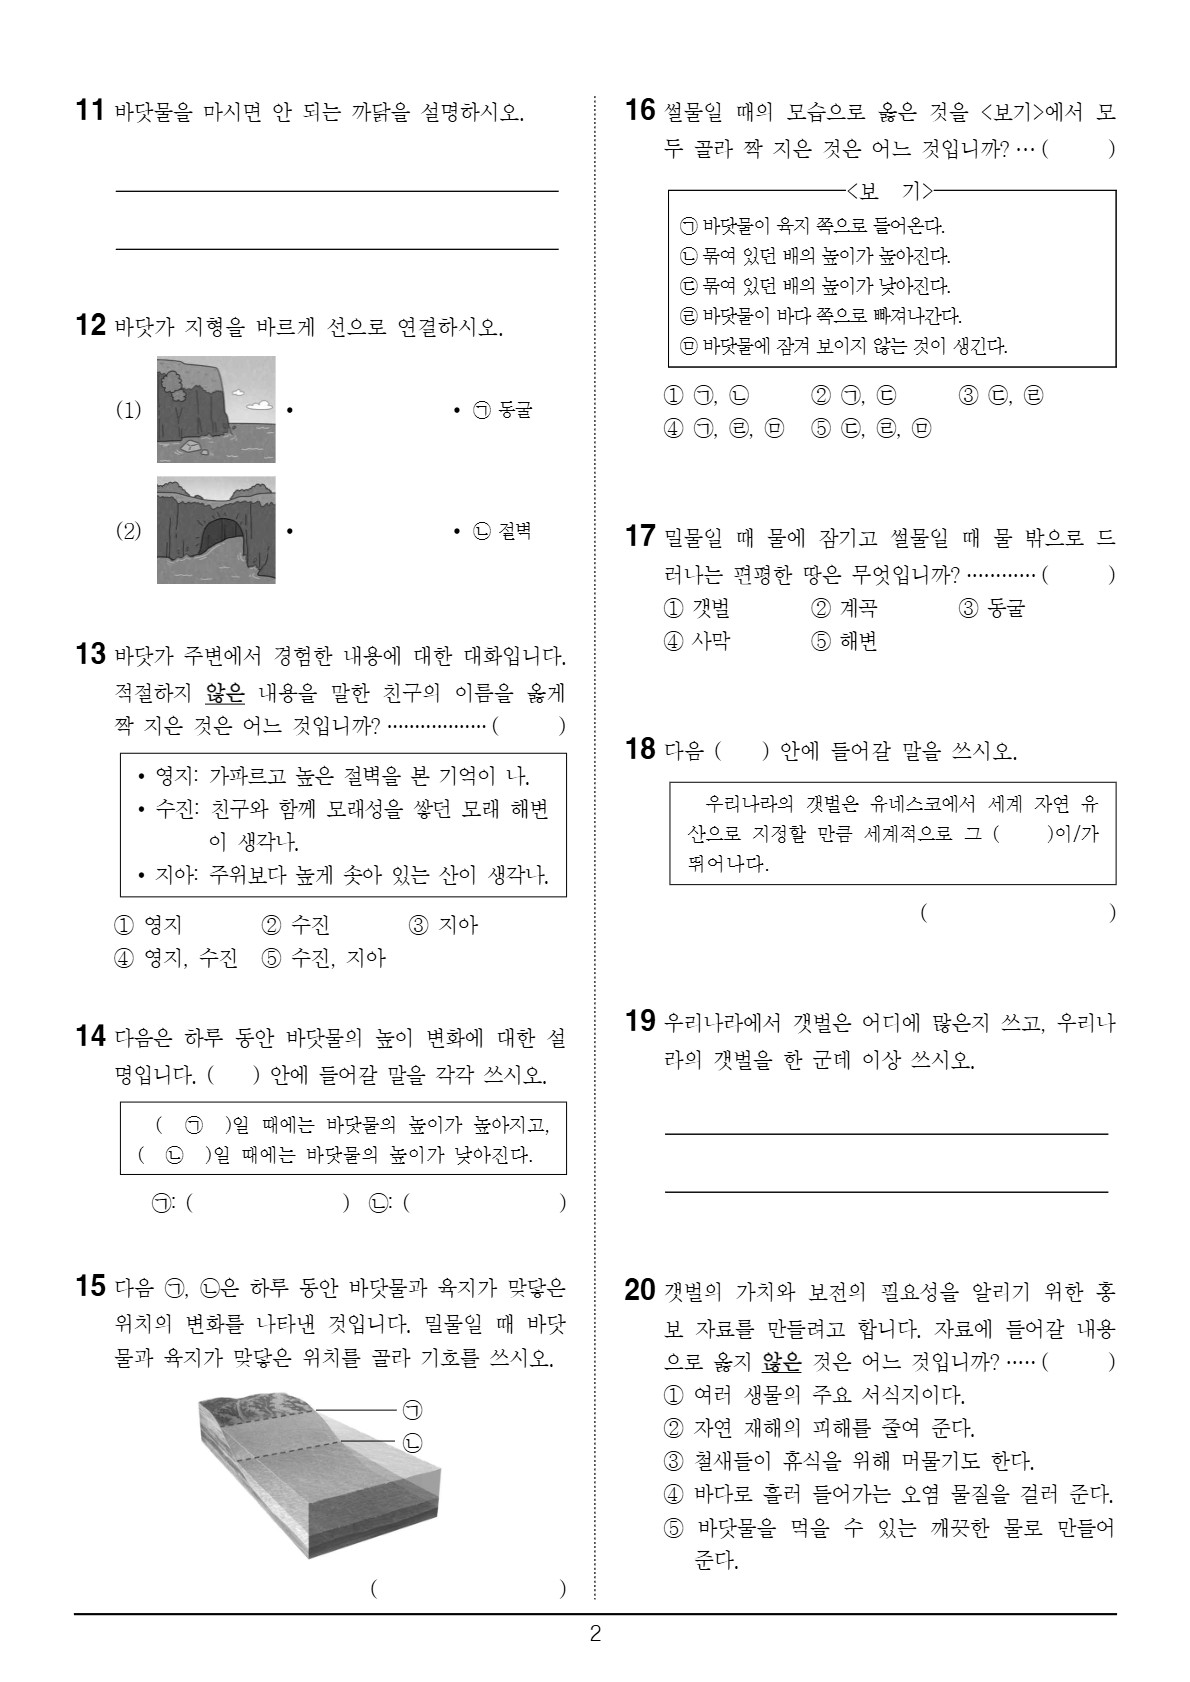 11 바닷물을 마시면 안 되는 까닭을 설명하시오.
12 바닷가 지형을 바르게 선으로 연결하시오.
(1) • • ㉠ 동굴
(2) • • ㉡ 절벽
13 바닷가 주변에서 경험한 내용에 대한 대화입니다.
적절하지 않은 내용을 말한 친구의 이름을 옳게
짝 지은 것은 어느 것입니까? ·················· ( )
• 영지: 가파르고 높은 절벽을 본 기억이 나.
• 수진: 친구와 함께 모래성을 쌓던 모래 해변
이 생각나.
• 지아: 주위보다 높게 솟아 있는 산이 생각나.
① 영지 ② 수진 ③ 지아
④ 영지, 수진 ⑤ 수진, 지아
14 다음은 하루 동안 바닷물의 높이 변화에 대한 설
명입니다. ( ) 안에 들어갈 말을 각각 쓰시오.
( ㉠ )일 때에는 바닷물의 높이가 높아지고,
( ㉡ )일 때에는 바닷물의 높이가 낮아진다.
㉠: ( ) ㉡: ( )
15 다음 ㉠, ㉡은 하루 동안 바닷물과 육지가 맞닿은
위치의 변화를 나타낸 것입니다. 밀물일 때 바닷
물과 육지가 맞닿은 위치를 골라 기호를 쓰시오.
㉠
㉡
( )
16 썰물일 때의 모습으로 옳은 것을 <보기>에서 모
두 골라 짝 지은 것은 어느 것입니까? ··· ( )
<보 기>
㉠ 바닷물이 육지 쪽으로 들어온다.
㉡ 묶여 있던 배의 높이가 높아진다.
㉢ 묶여 있던 배의 높이가 낮아진다.
㉣ 바닷물이 바다 쪽으로 빠져나간다.
㉤ 바닷물에 잠겨 보이지 않는 것이 생긴다.
① ㉠, ㉡ ② ㉠, ㉢ ③ ㉢, ㉣
④ ㉠, ㉣, ㉤ ⑤ ㉢, ㉣, ㉤
17 밀물일 때 물에 잠기고 썰물일 때 물 밖으로 드
러나는 편평한 땅은 무엇입니까? ············ ( )
① 갯벌 ② 계곡 ③ 동굴
④ 사막 ⑤ 해변
18 다음 ( ) 안에 들어갈 말을 쓰시오.
우리나라의 갯벌은 유네스코에서 세계 자연 유
산으로 지정할 만큼 세계적으로 그 ( )이/가
뛰어나다.
( )
19 우리나라에서 갯벌은 어디에 많은지 쓰고, 우리나
라의 갯벌을 한 군데 이상 쓰시오.
20 갯벌의 가치와 보전의 필요성을 알리기 위한 홍
보 자료를 만들려고 합니다. 자료에 들어갈 내용
으로 옳지 않은 것은 어느 것입니까? ····· ( )
① 여러 생물의 주요 서식지이다.
② 자연 재해의 피해를 줄여 준다.
③ 철새들이 휴식을 위해 머물기도 한다.
④ 바다로 흘러 들어가는 오염 물질을 걸러 준다.
⑤ 바닷물을 먹을 수 있는 깨끗한 물로 만들어
준다.
2